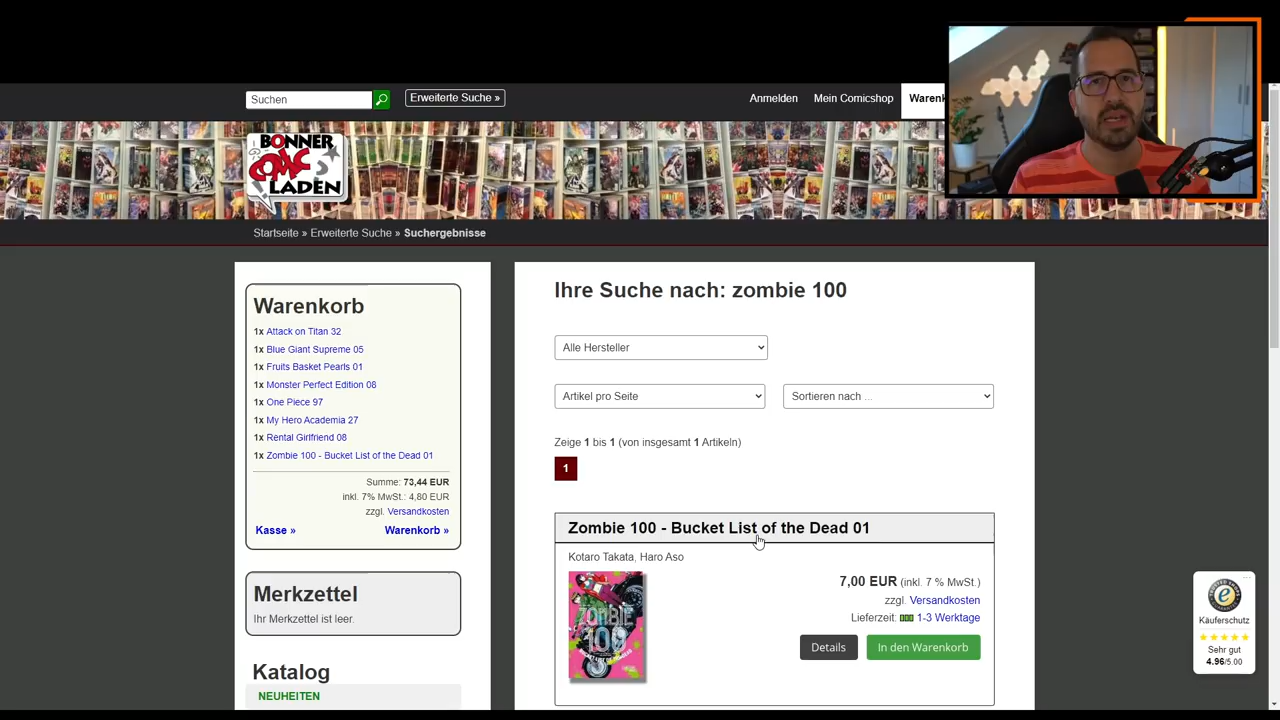 Suchen
Erweiterte Suche »
Anmelden
Mein Comicshop
BONNER
COMIC
LADEN
Startseite » Erweiterte Suche » Suchergebnisse
Warenkorb
1x Attack on Titan 32
1x Blue Giant Supreme 05
1x Fruits Basket Pearls 01
1x Monster Perfect Edition 08
1x One Piece 97
1x My Hero Academia 27
1x Rental Girlfriend 08
1x Zombie 100 - Bucket List of the Dead 01
Summe: 73,44 EUR
inkl. 7% MwSt.: 4,80 EUR
zzgl. Versandkosten
Kasse »
Warenkorb »
Merkzettel
Ihr Merkzettel ist leer.
Katalog
NEUHEITEN
Ihre Suche nach: zombie 100
Alle Hersteller
Artikel pro Seite
Sortieren nach ...
Zeige 1 bis 1 (von insgesamt 1 Artikeln)
1
Zombie 100 - Bucket List of the Dead 01
Kotaro Takata, Haro Aso
ZOMBIE
100
7,00 EUR (inkl. 7 % MwSt.)
zzgl. Versandkosten
Lieferzeit: 1-3 Werktage
Details
In den Warenkorb
e
Käuferschutz
Sehr gut
4.96/5.00